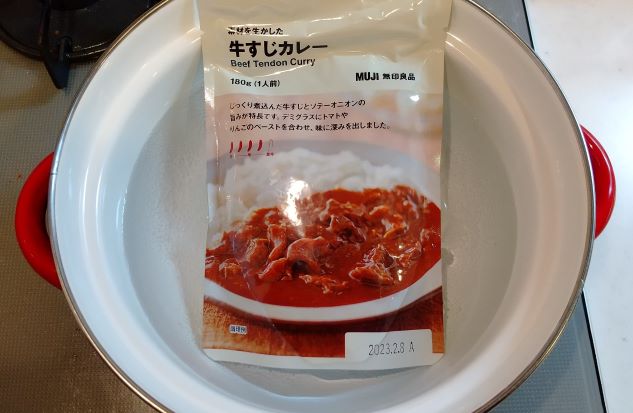 素材を生かした
牛すじカレー
Beef Tendon Curry
180g(1人前)
MUJI 無印良品
じっくり煮込んだ牛すじとソテーオニオンの
旨みが特長です。デミグラスにトマトや
りんごのペーストを合わせ、味に深みを出しました。
調理例
2023.2.8 A